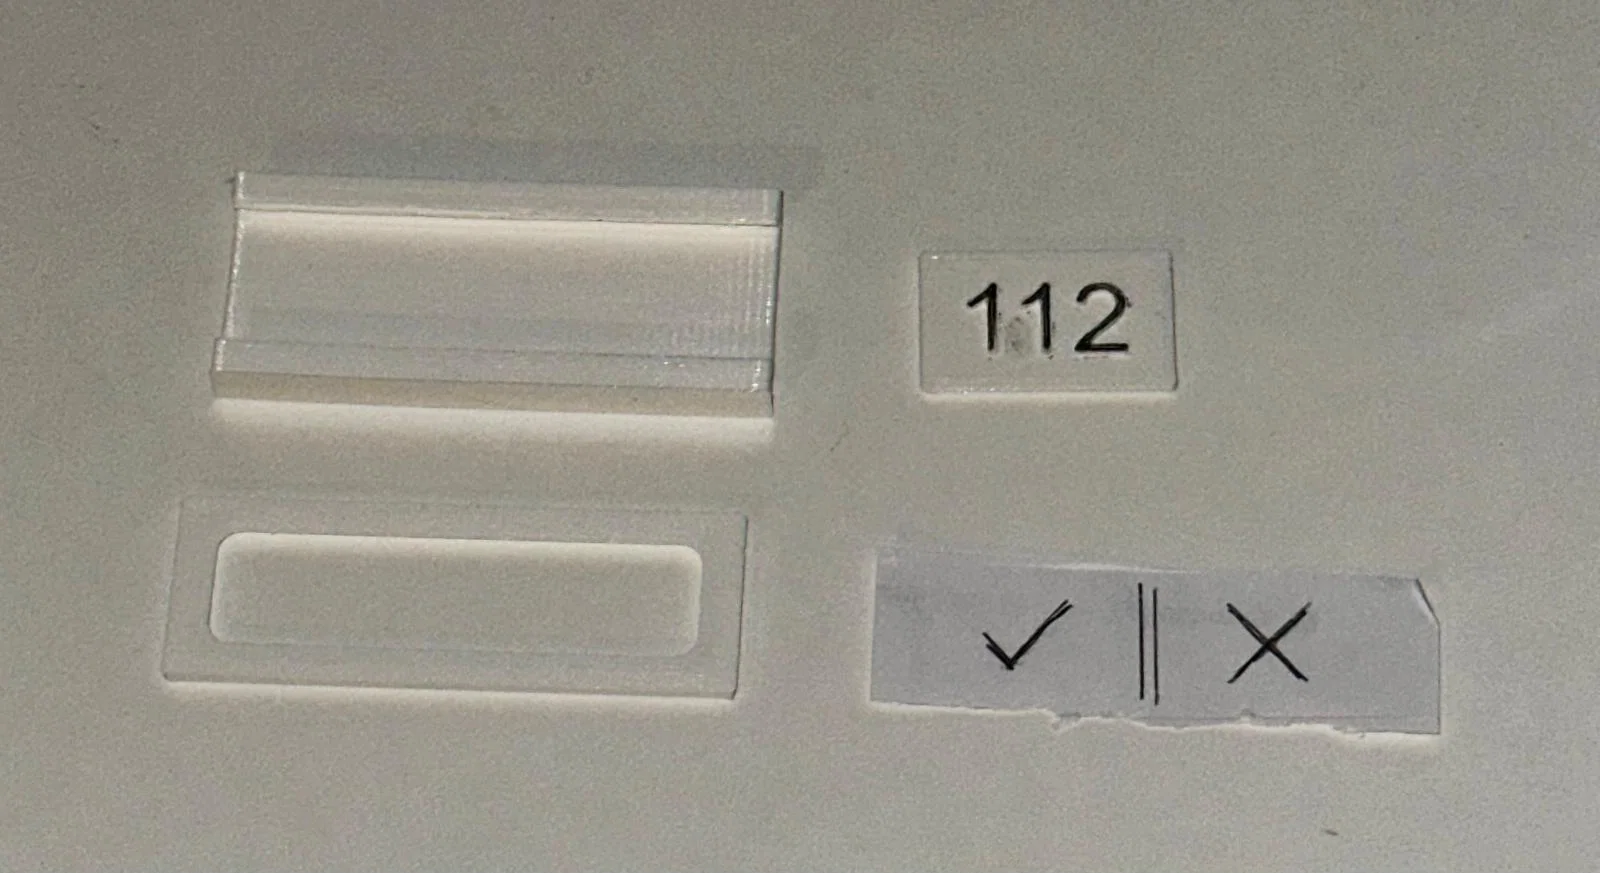 112
✓ || ✗